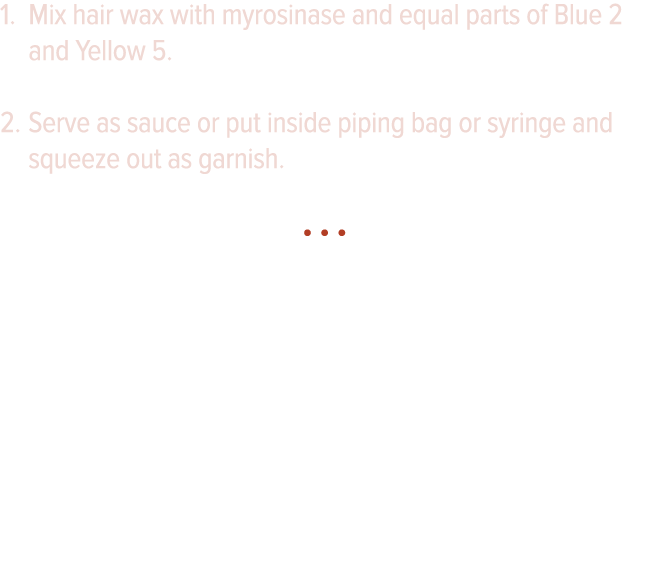 1. Mix hair wax with myrosinase and equal parts of Blue 2
and Yellow 5.
2. Serve as sauce or put inside piping bag or syringe and
squeeze out as garnish.
• • •